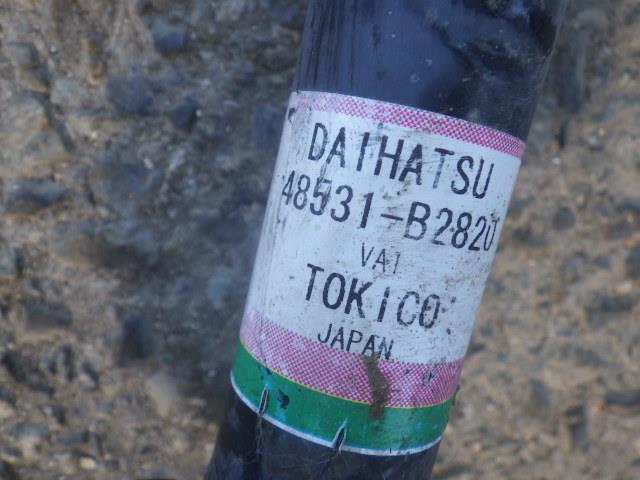 DAIHATSU
48531-B2820
VA1
TOKICO
JAPAN